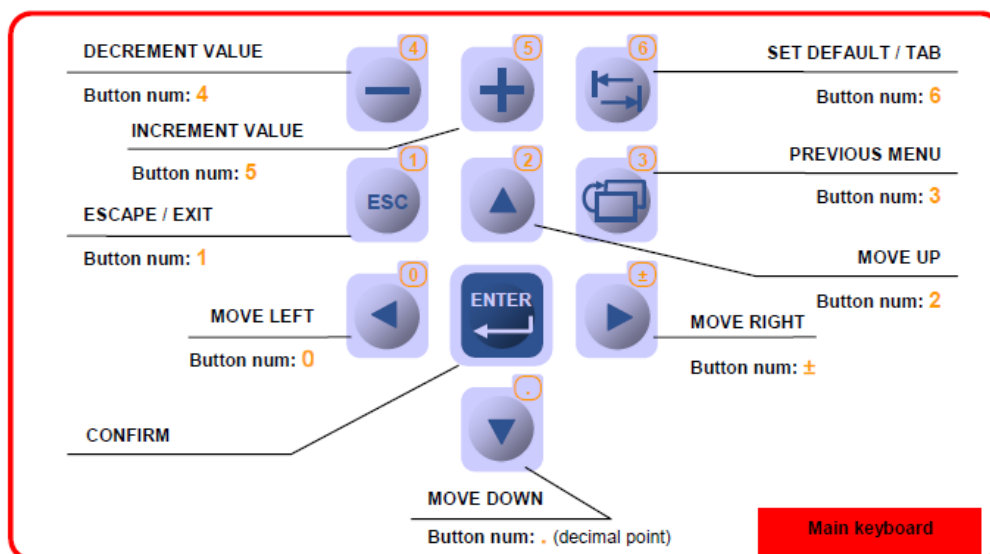 4
5
6
DECREMENT VALUE
SET DEFAULT / TAB
Button num: 4
Button num: 6
INCREMENT VALUE
Button num: 5
1
2
3
PREVIOUS MENU
ESC
Button num: 3
ESCAPE / EXIT
Button num: 1
MOVE UP
0
±
Button num: 2
ENTER
MOVE LEFT
MOVE RIGHT
Button num: 0
Button num: ±
.
CONFIRM
MOVE DOWN
Button num: . (decimal point)
Main keyboard